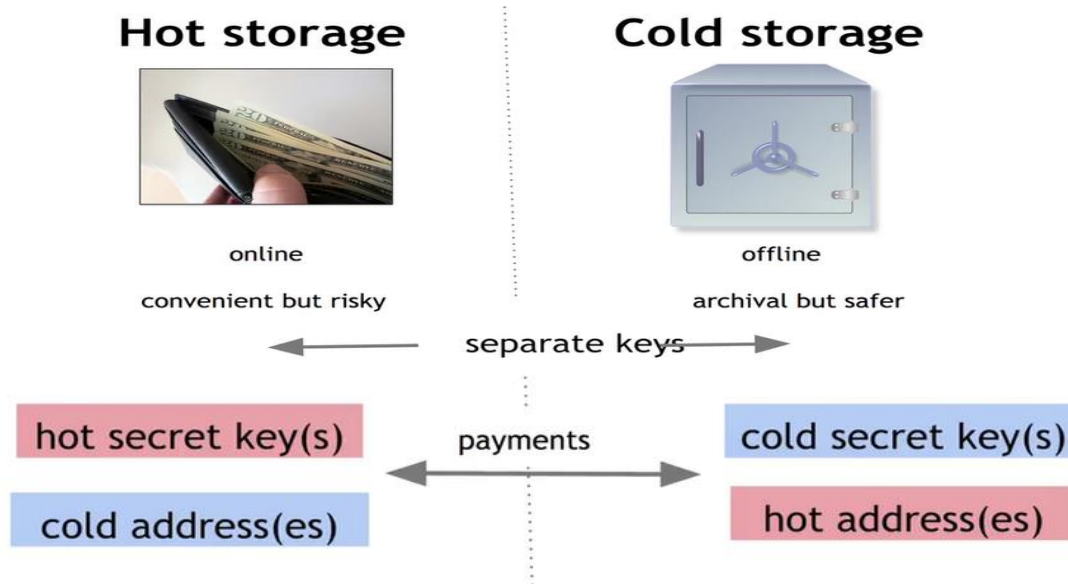 Hot storage
Cold storage
online
offline
convenient but risky
archival but safer
separate keys
hot secret key(s)
payments
cold secret key(s)
cold address(es)
hot address(es)